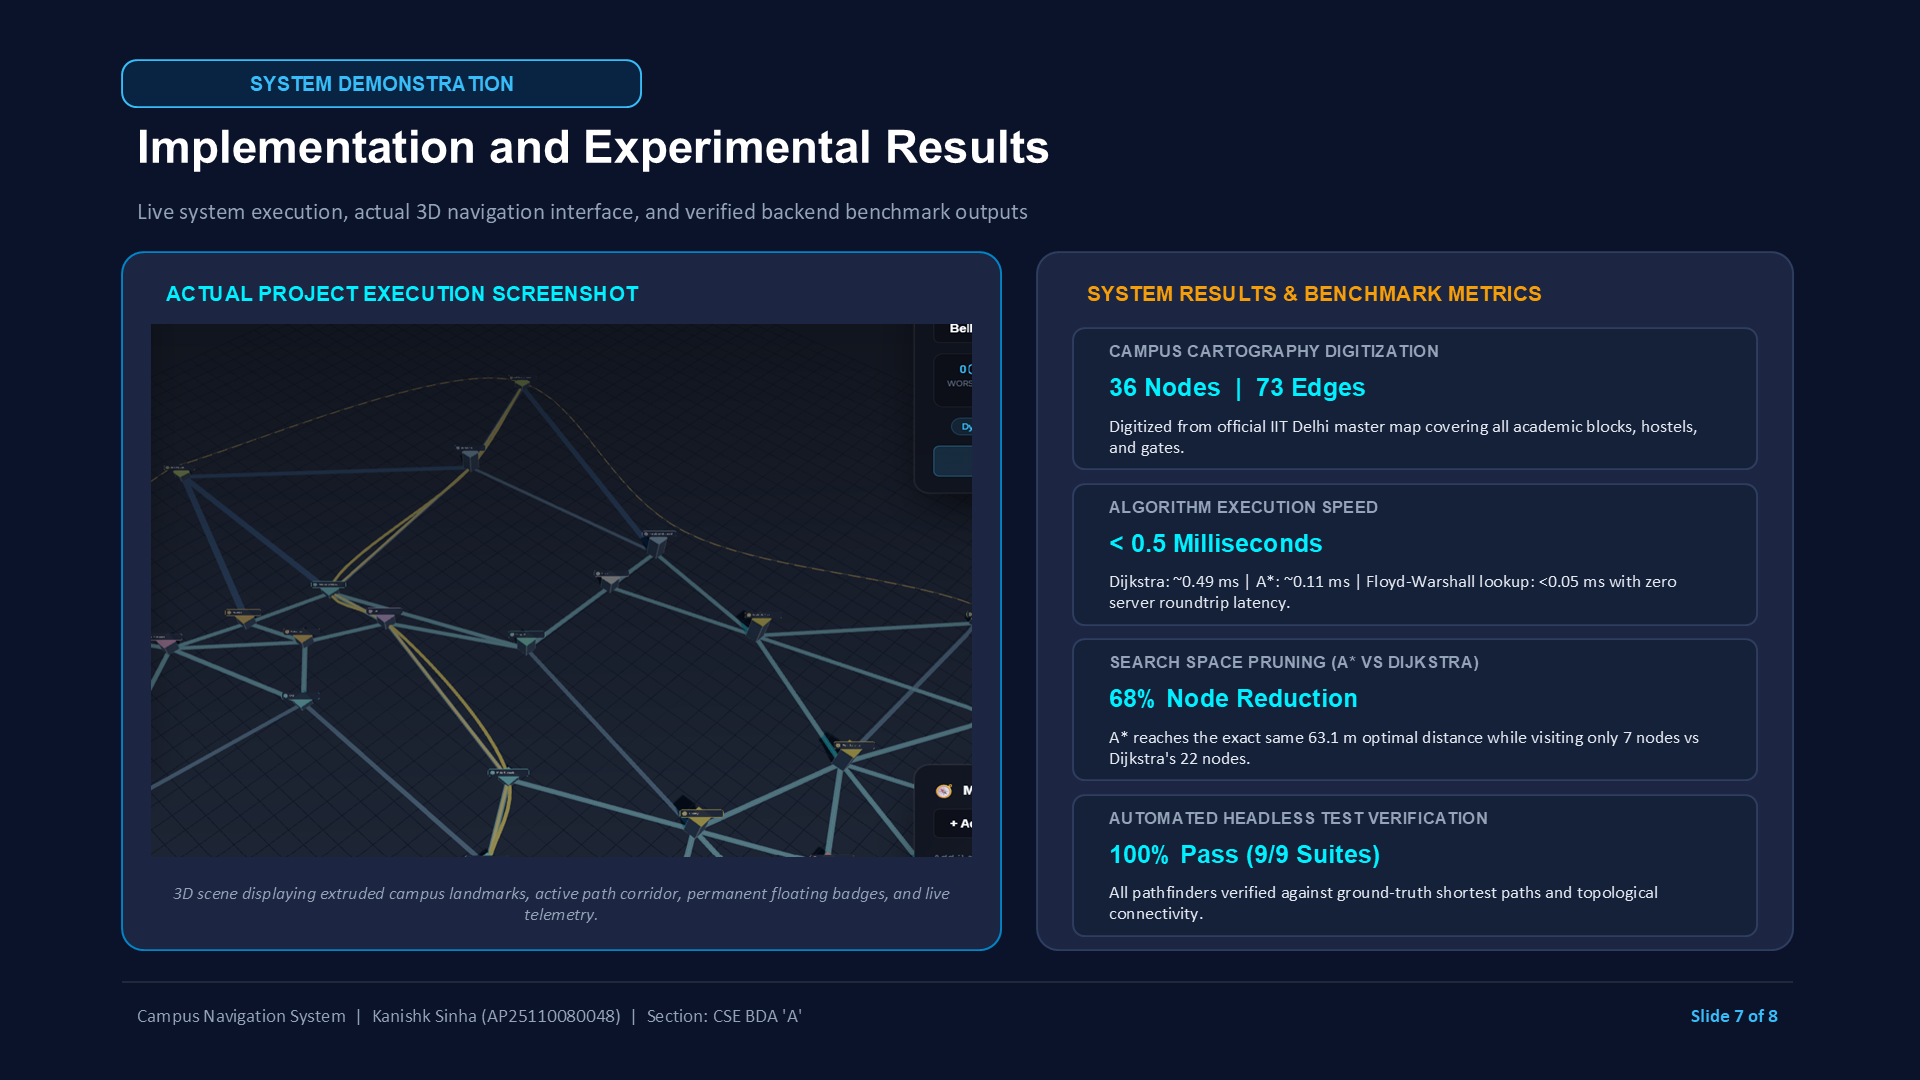 SYSTEM DEMONSTRATION
Implementation and Experimental Results
Live system execution, actual 3D navigation interface, and verified backend benchmark outputs
ACTUAL PROJECT EXECUTION SCREENSHOT
3D scene displaying extruded campus landmarks, active path corridor, permanent floating badges, and live
telemetry.
SYSTEM RESULTS & BENCHMARK METRICS
CAMPUS CARTOGRAPHY DIGITIZATION
36 Nodes | 73 Edges
Digitized from official IIT Delhi master map covering all academic blocks, hostels,
and gates.
ALGORITHM EXECUTION SPEED
< 0.5 Milliseconds
Dijkstra: ~0.49 ms | A*: ~0.11 ms | Floyd-Warshall lookup: <0.05 ms with zero
server roundtrip latency.
SEARCH SPACE PRUNING (A* VS DIJKSTRA)
68% Node Reduction
A* reaches the exact same 63.1 m optimal distance while visiting only 7 nodes vs
Dijkstra's 22 nodes.
AUTOMATED HEADLESS TEST VERIFICATION
100% Pass (9/9 Suites)
All pathfinders verified against ground-truth shortest paths and topological
connectivity.
Campus Navigation System | Kanishk Sinha (AP25110080048) | Section: CSE BDA 'A'
Slide 7 of 8